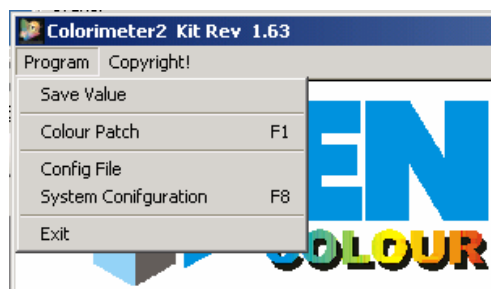 Colorimeter2 Kit Rev 1.63
Program Copyright!
Save Value
Colour Patch F1
Config File
System Conifguration F8
Exit
EN
COLOUR